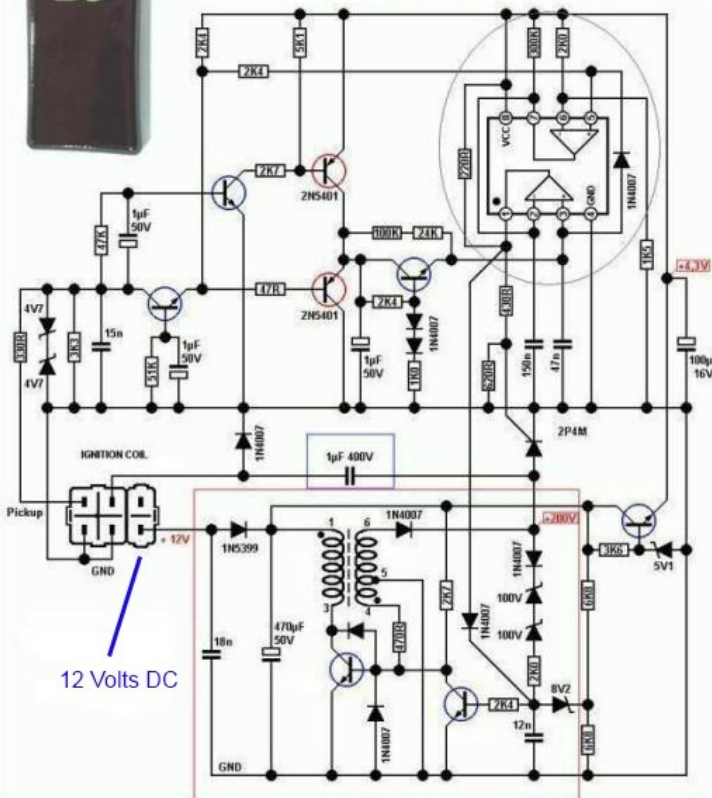 2K4
5K1
300K
2K0
2K4
8
7
6
5
VCC
220R
1N4007
2K7
2N5401
GND
1
2
3
4
47K
1µF
50V
100K
24K
1K5
+4,3V
47R
2N5401
4V7
330R
3K3
4V7
15n
51K
1µF
50V
2K4
1N4007
1K0
1µF
50V
430R
620R
150n
47n
100µ
16V
1N4007
2P4M
IGNITION COIL
1µF 400V
Pickup
+ 12V
GND
1N5399
1
6
1N4007
+200V
3K6
5V1
5
3
4
2K7
470R
1N4007
1N4007
100V
100V
2K0
6K8
470µF
50V
18n
12 Volts DC
1N4007
2K4
8V2
12n
6K8
GND